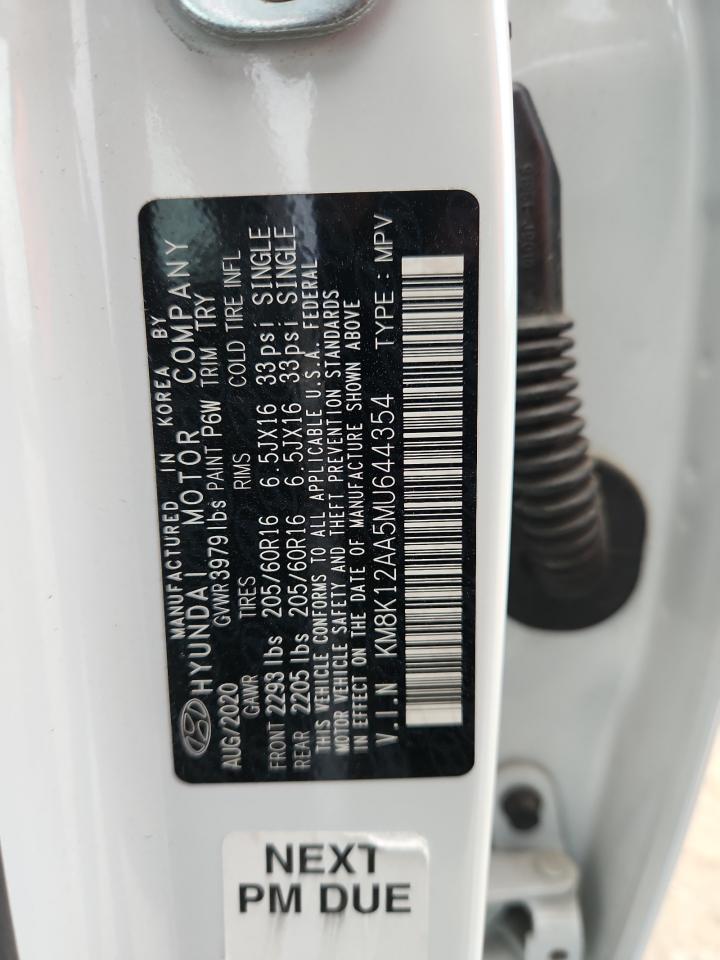 MANUFACTURED IN KOREA BY
HYUNDAI MOTOR COMPANY
AUG/2020 GVWR 3979 lbs PAINT P6W TRIM TRY
GAWR TIRES RIMS COLD TIRE INFL
FRONT 2293 lbs 205/60R16 6.5JX16 33psi SINGLE
REAR 2205 lbs 205/60R16 6.5JX16 33psi SINGLE
THIS VEHICLE CONFORMS TO ALL APPLICABLE U.S.A. FEDERAL
MOTOR VEHICLE SAFETY AND THEFT PREVENTION STANDARDS
IN EFFECT ON THE DATE OF MANUFACTURE SHOWN ABOVE
V.I.N KM8K12AA5MU644354 TYPE : MPV
NEXT
PM DUE